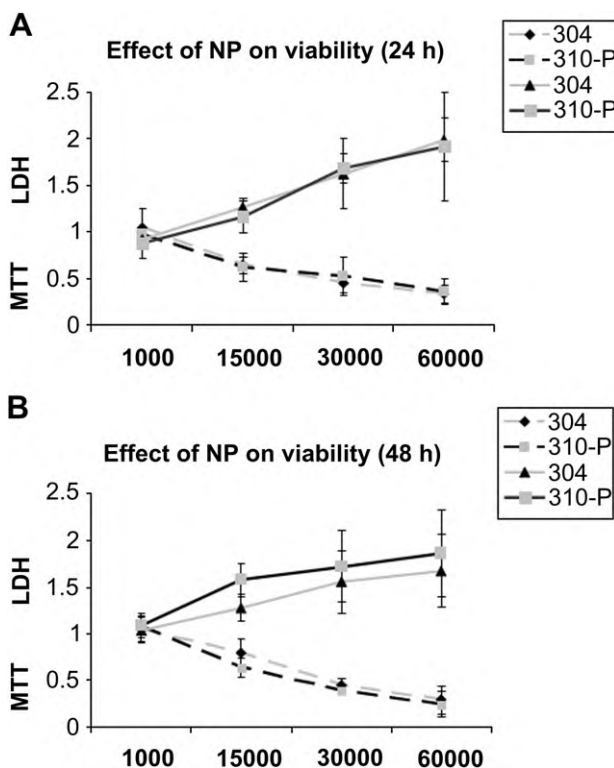 A
Effect of NP on viability (24 h)
304
310-P
304
310-P
2.5
2
1.5
1
0.5
0
LDH
MTT
1000 15000 30000 60000
B
Effect of NP on viability (48 h)
304
310-P
304
310-P
2.5
2
1.5
1
0.5
0
LDH
MTT
1000 15000 30000 60000